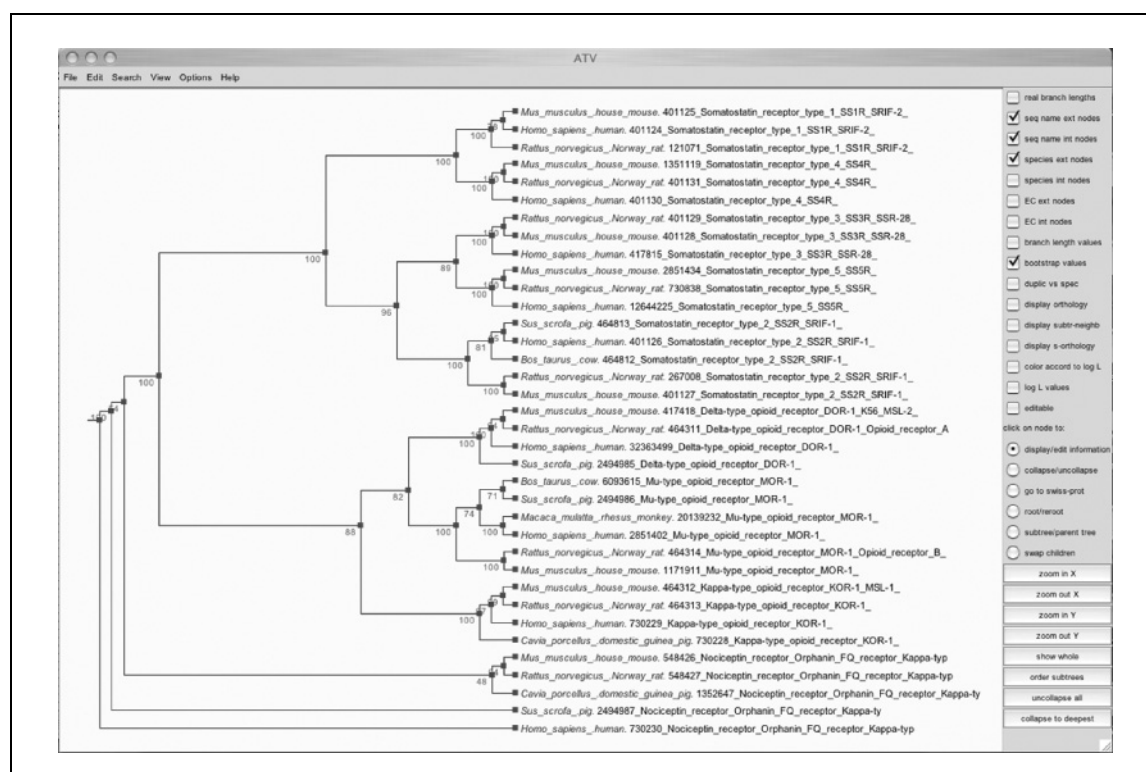 ATV
File Edit Search View Options Help
Mus_musculus_.house_mouse. 401125_Somatostatin_receptor_type_1_SS1R_SRIF-2_
Homo_sapiens_.human. 401124_Somatostatin_receptor_type_1_SS1R_SRIF-2_
Rattus_norvegicus_.Norway_rat. 121071_Somatostatin_receptor_type_1_SS1R_SRIF-2_
Mus_musculus_.house_mouse. 1351119_Somatostatin_receptor_type_4_SS4R_
Rattus_norvegicus_.Norway_rat. 401131_Somatostatin_receptor_type_4_SS4R_
Homo_sapiens_.human. 401130_Somatostatin_receptor_type_4_SS4R_
Rattus_norvegicus_.Norway_rat. 401129_Somatostatin_receptor_type_3_SS3R_SSR-28_
Mus_musculus_.house_mouse. 401128_Somatostatin_receptor_type_3_SS3R_SSR-28_
Homo_sapiens_.human. 417815_Somatostatin_receptor_type_3_SS3R_SSR-28_
Mus_musculus_.house_mouse. 2851434_Somatostatin_receptor_type_5_SS5R_
Rattus_norvegicus_.Norway_rat. 730838_Somatostatin_receptor_type_5_SS5R_
Homo_sapiens_.human. 12644225_Somatostatin_receptor_type_5_SS5R_
Sus_scrofa_.pig. 464813_Somatostatin_receptor_type_2_SS2R_SRIF-1_
Homo_sapiens_.human. 401126_Somatostatin_receptor_type_2_SS2R_SRIF-1_
Bos_taurus_.cow. 464812_Somatostatin_receptor_type_2_SS2R_SRIF-1_
Rattus_norvegicus_.Norway_rat. 267008_Somatostatin_receptor_type_2_SS2R_SRIF-1_
Mus_musculus_.house_mouse. 401127_Somatostatin_receptor_type_2_SS2R_SRIF-1_
Mus_musculus_.house_mouse. 417418_Delta-type_opioid_receptor_DOR-1_K56_MSL-2_
Rattus_norvegicus_.Norway_rat. 464311_Delta-type_opioid_receptor_DOR-1_Opioid_receptor_A
Homo_sapiens_.human. 32363499_Delta-type_opioid_receptor_DOR-1_
Sus_scrofa_.pig. 2494985_Delta-type_opioid_receptor_DOR-1_
Bos_taurus_.cow. 6093615_Mu-type_opioid_receptor_MOR-1_
Sus_scrofa_.pig. 2494986_Mu-type_opioid_receptor_MOR-1_
Macaca_mulatta_.rhesus_monkey. 20139232_Mu-type_opioid_receptor_MOR-1_
Homo_sapiens_.human. 2851402_Mu-type_opioid_receptor_MOR-1_
Rattus_norvegicus_.Norway_rat. 464314_Mu-type_opioid_receptor_MOR-1_Opioid_receptor_B_
Mus_musculus_.house_mouse. 1171911_Mu-type_opioid_receptor_MOR-1_
Mus_musculus_.house_mouse. 464312_Kappa-type_opioid_receptor_KOR-1_MSL-1_
Rattus_norvegicus_.Norway_rat. 464313_Kappa-type_opioid_receptor_KOR-1_
Homo_sapiens_.human. 730229_Kappa-type_opioid_receptor_KOR-1_
Cavia_porcellus_.domestic_guinea_pig. 730228_Kappa-type_opioid_receptor_KOR-1_
Mus_musculus_.house_mouse. 548426_Nociceptin_receptor_Orphanin_FQ_receptor_Kappa-typ
Rattus_norvegicus_.Norway_rat. 548427_Nociceptin_receptor_Orphanin_FQ_receptor_Kappa-typ
Cavia_porcellus_.domestic_guinea_pig. 1352647_Nociceptin_receptor_Orphanin_FQ_receptor_Kappa-ty
Sus_scrofa_.pig. 2494987_Nociceptin_receptor_Orphanin_FQ_receptor_Kappa-ty
Homo_sapiens_.human. 730230_Nociceptin_receptor_Orphanin_FQ_receptor_Kappa-typ
100
100
100
100
100
89
100
96
81
100
100
100
100
82
71
74
100
100
100
88
100
48
real branch lengths
seq name ext nodes
seq name int nodes
species ext nodes
species int nodes
EC ext nodes
EC int nodes
branch length values
bootstrap values
duplic vs spec
display orthology
display subtr-neighb
display s-orthology
color accord to log L
log L values
editable
click on node to:
display/edit information
collapse/uncollapse
go to swiss-prot
root/reroot
subtree/parent tree
swap children
zoom in X
zoom out X
zoom in Y
zoom out Y
show whole
order subtrees
uncollapse all
collapse to deepest